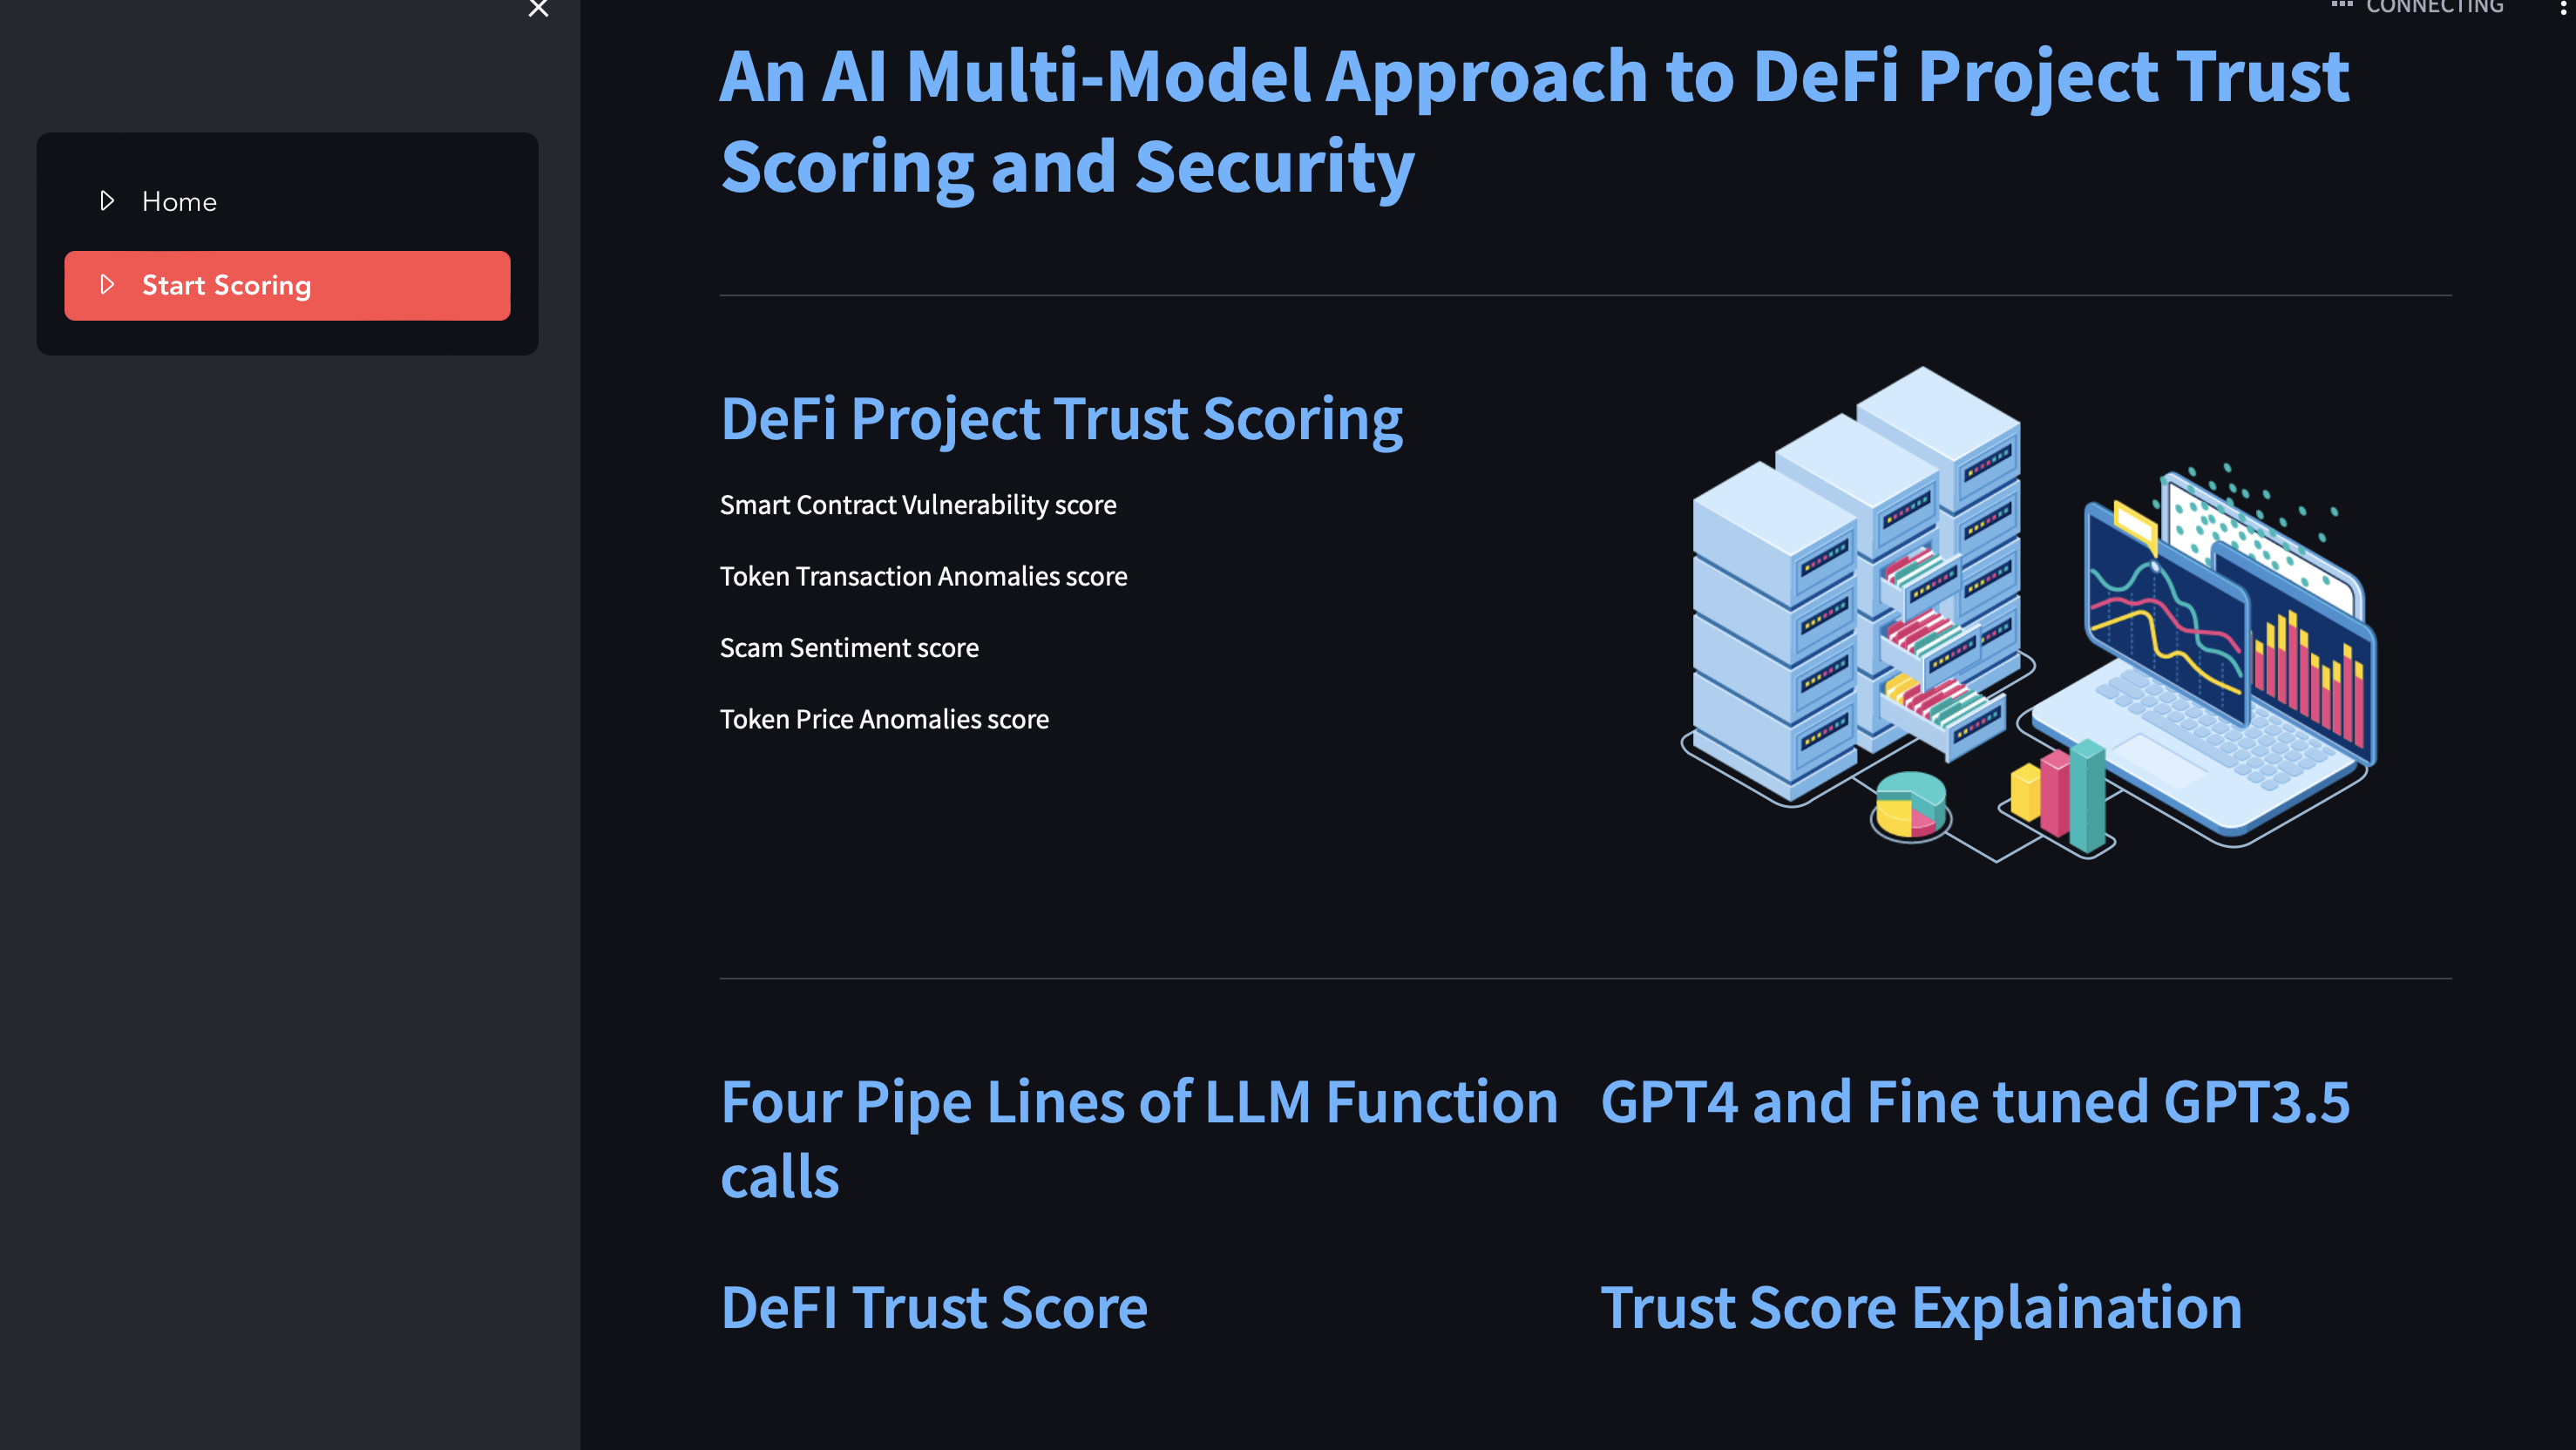 CONNECTING
Home
Start Scoring
An AI Multi-Model Approach to DeFi Project Trust
Scoring and Security
DeFi Project Trust Scoring
Smart Contract Vulnerability score
Token Transaction Anomalies score
Scam Sentiment score
Token Price Anomalies score
Four Pipe Lines of LLM Function
calls
GPT4 and Fine tuned GPT3.5
DeFI Trust Score
Trust Score Explaination